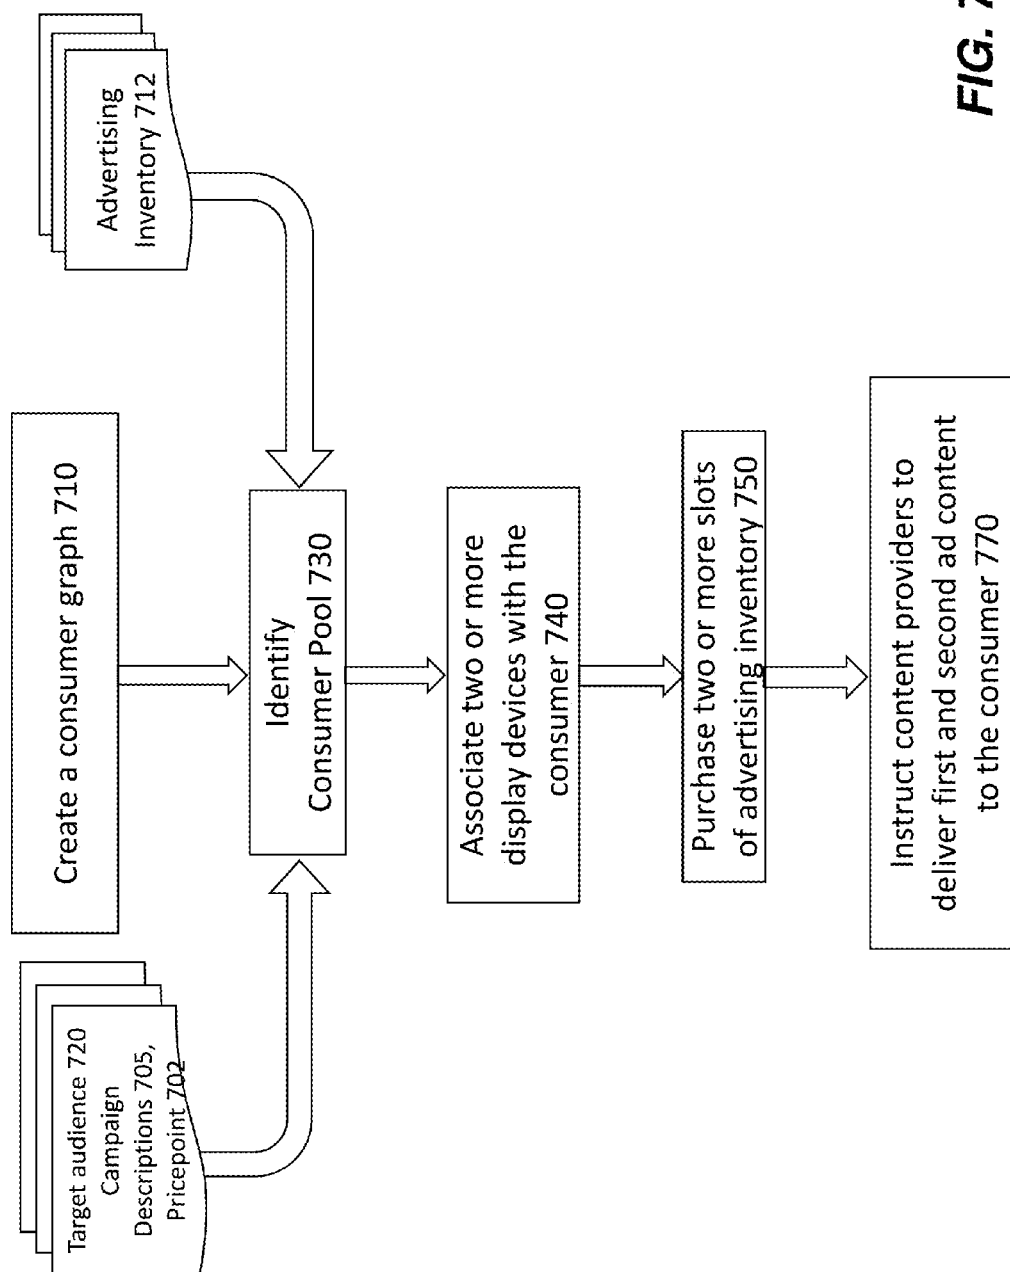 Create a consumer graph 710
Target audience 720
Campaign
Descriptions 705,
Pricepoint 702
Advertising
Inventory 712
Identify
Consumer Pool 730
Associate two or more
display devices with the
consumer 740
Purchase two or more slots
of advertising inventory 750
Instruct content providers to
deliver first and second ad content
to the consumer 770
FIG. 7